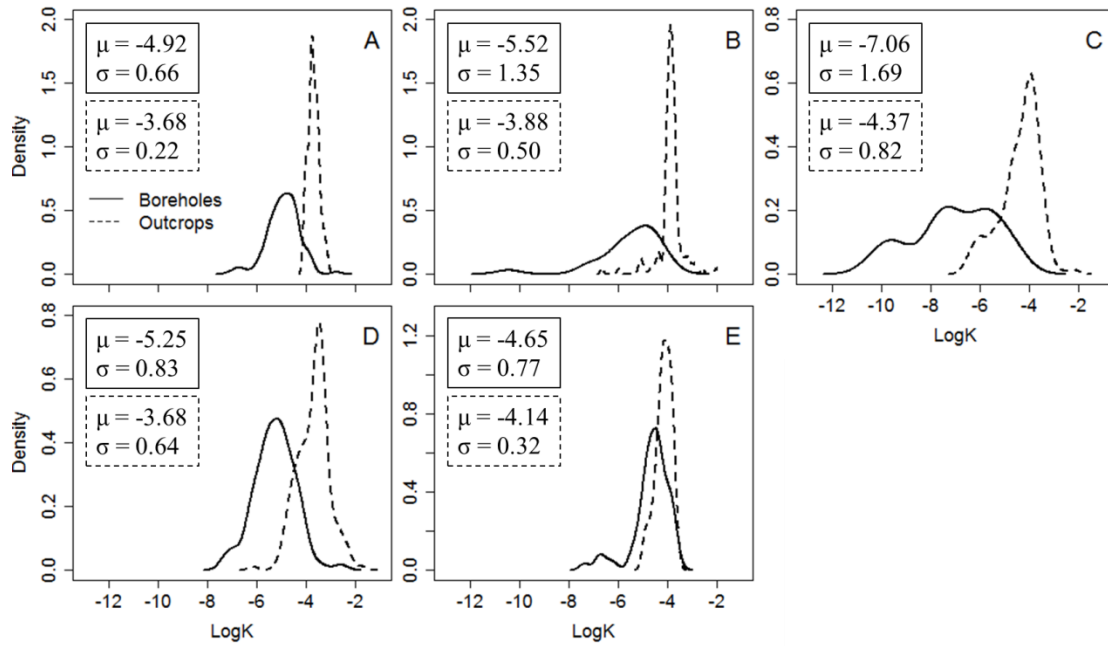 A
μ = -4.92
σ = 0.66
μ = -3.68
σ = 0.22
Boreholes
Outcrops
Density
0.0 0.5 1.0 1.5 2.0
B
μ = -5.52
σ = 1.35
μ = -3.88
σ = 0.50
0.0 0.5 1.0 1.5 2.0
C
μ = -7.06
σ = 1.69
μ = -4.37
σ = 0.82
0.0 0.2 0.4 0.6 0.8
-12 -10 -8 -6 -4 -2
LogK
D
μ = -5.25
σ = 0.83
μ = -3.68
σ = 0.64
Density
0.0 0.2 0.4 0.6 0.8
-12 -10 -8 -6 -4 -2
LogK
E
μ = -4.65
σ = 0.77
μ = -4.14
σ = 0.32
0.0 0.4 0.8 1.2
-12 -10 -8 -6 -4 -2
LogK